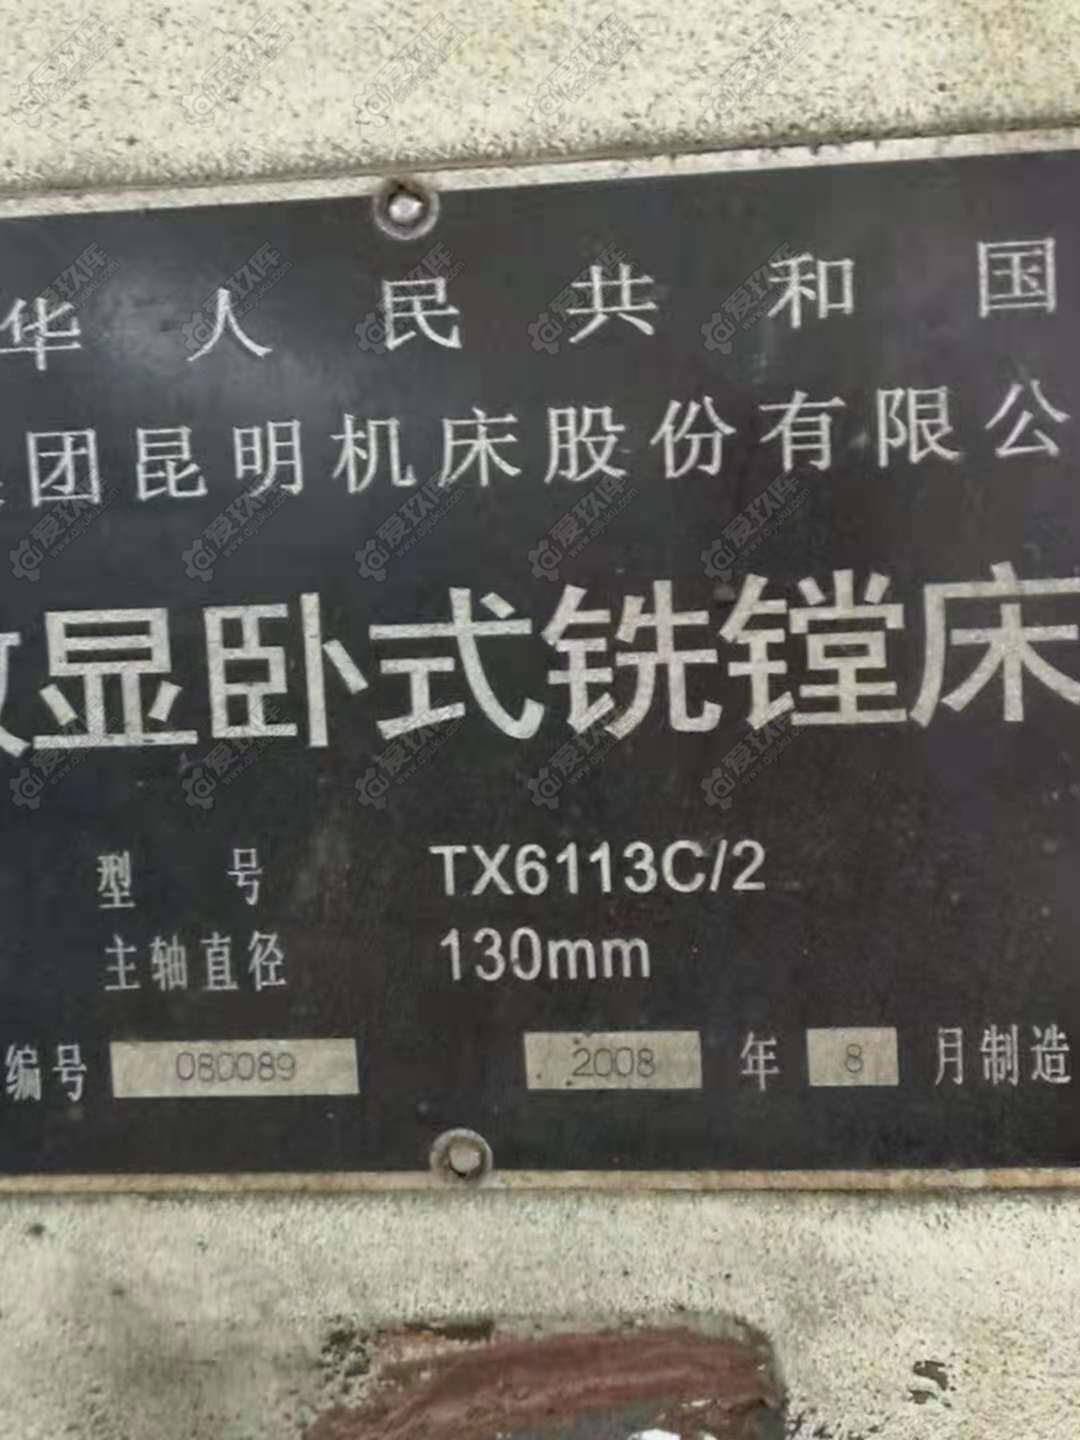 华人民共和国
团昆明机床股份有限公
显卧式铣镗床
型号 TX6113C/2
主轴直径 130mm
编号 080089 2008 年 8 月制造